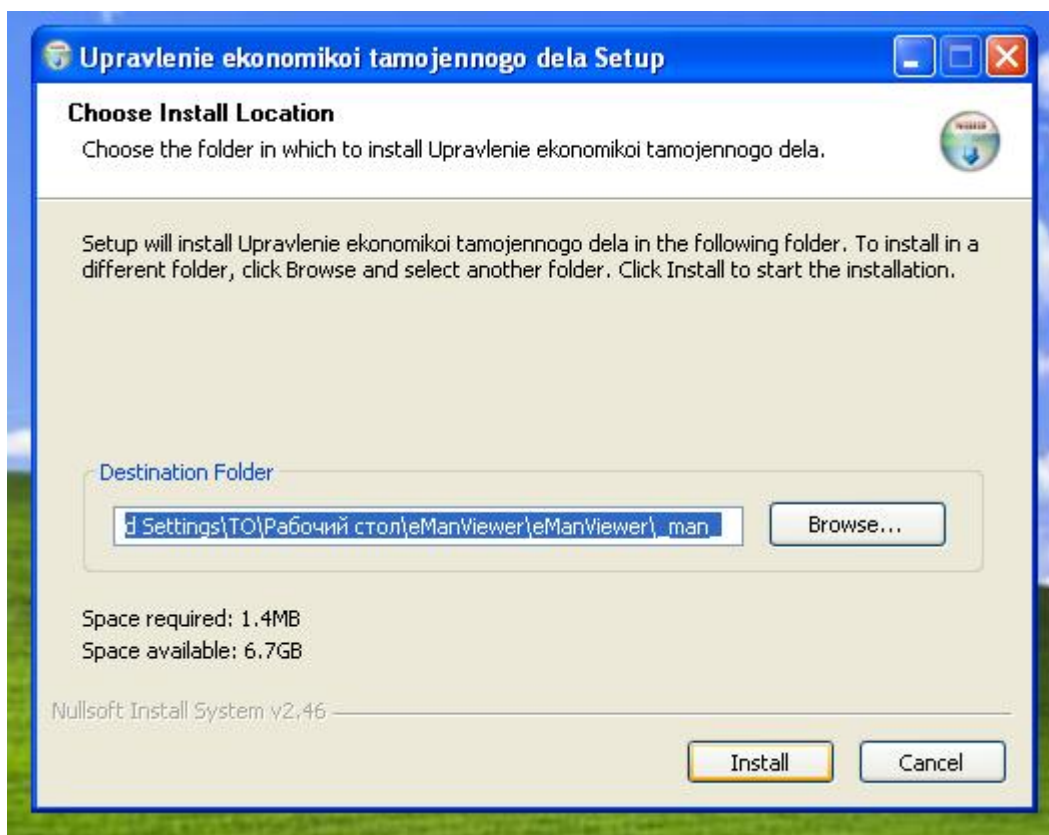 Upravlenie ekonomikoi tamojennogo dela Setup
Choose Install Location
Choose the folder in which to install Upravlenie ekonomikoi tamojennogo dela.
Setup will install Upravlenie ekonomikoi tamojennogo dela in the following folder. To install in a
different folder, click Browse and select another folder. Click Install to start the installation.
Destination Folder
d Settings\TO\Рабочий стол\eManViewer\eManViewer\_man_
Browse...
Space required: 1.4MB
Space available: 6.7GB
Nullsoft Install System v2.46
Install
Cancel